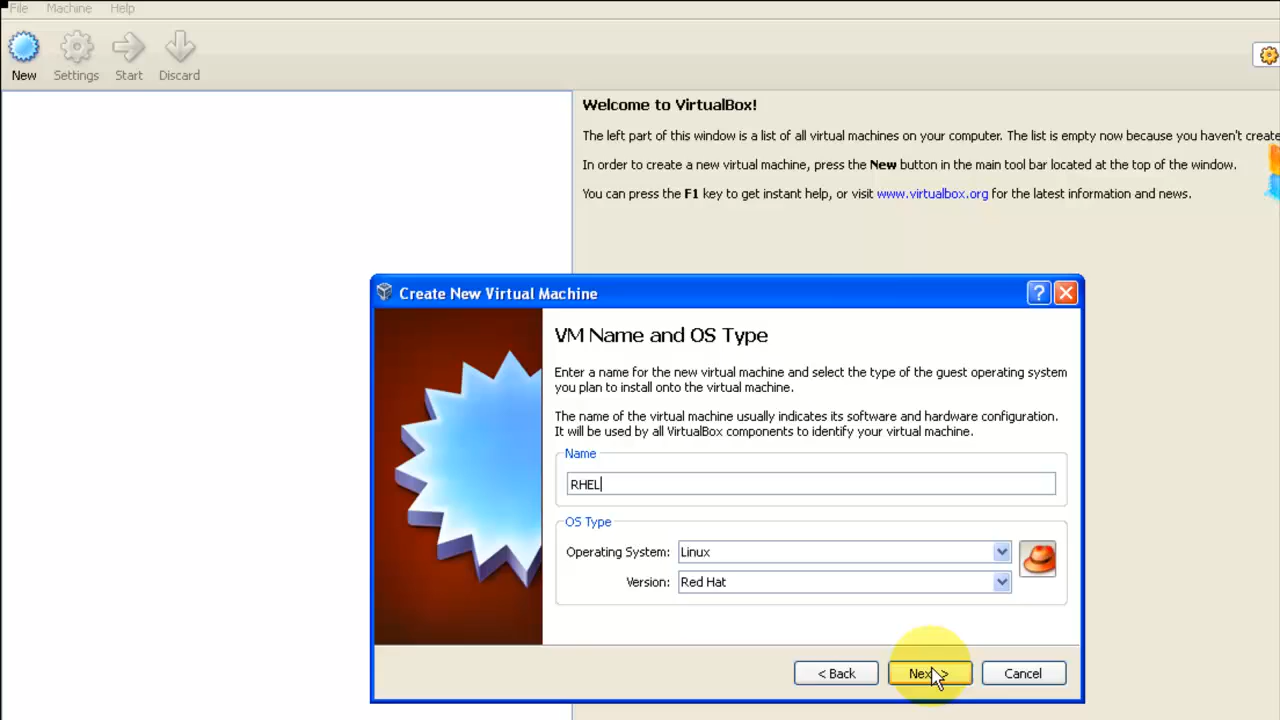 File Machine Help
New Settings Start Discard
Welcome to VirtualBox!
The left part of this window is a list of all virtual machines on your computer. The list is empty now because you haven't create
In order to create a new virtual machine, press the New button in the main tool bar located at the top of the window.
You can press the F1 key to get instant help, or visit www.virtualbox.org for the latest information and news.
Create New Virtual Machine
VM Name and OS Type
Enter a name for the new virtual machine and select the type of the guest operating system
you plan to install onto the virtual machine.
The name of the virtual machine usually indicates its software and hardware configuration.
It will be used by all VirtualBox components to identify your virtual machine.
Name
RHEL
OS Type
Operating System: Linux
Version: Red Hat
< Back Next > Cancel